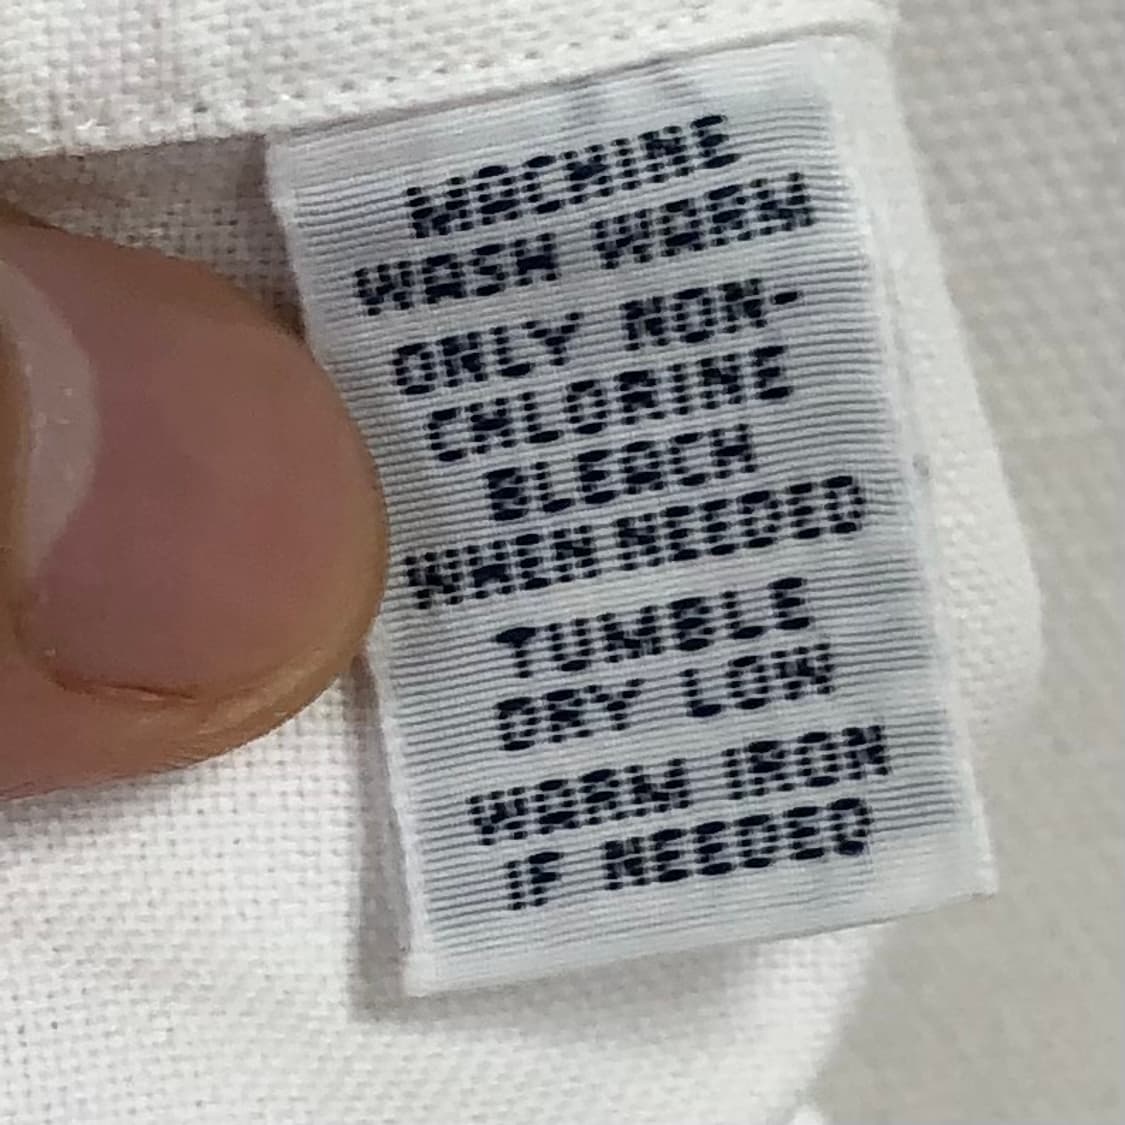 MACHINE
WASH WARM
ONLY NON-
CHLORINE
BLEACH
WHEN NEEDED
TUMBLE
DRY LOW
WARM IRON
IF NEEDED